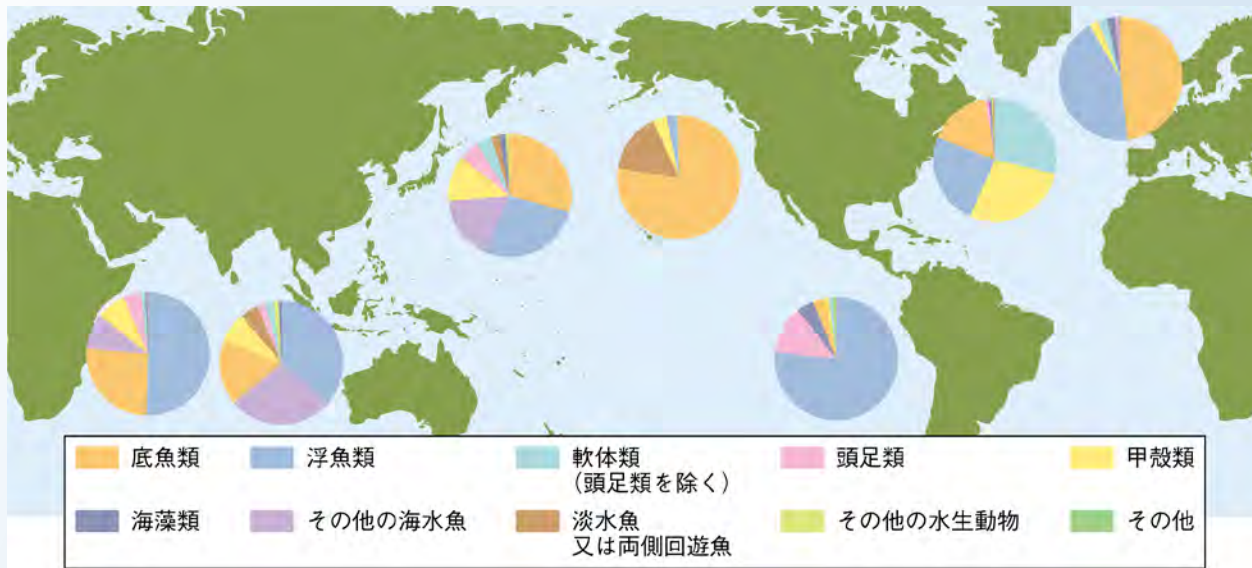 底魚類
浮魚類
軟体類
(頭足類を除く)
頭足類
甲殻類
海藻類
その他の海水魚
淡水魚
又は両側回遊魚
その他の水生動物
その他